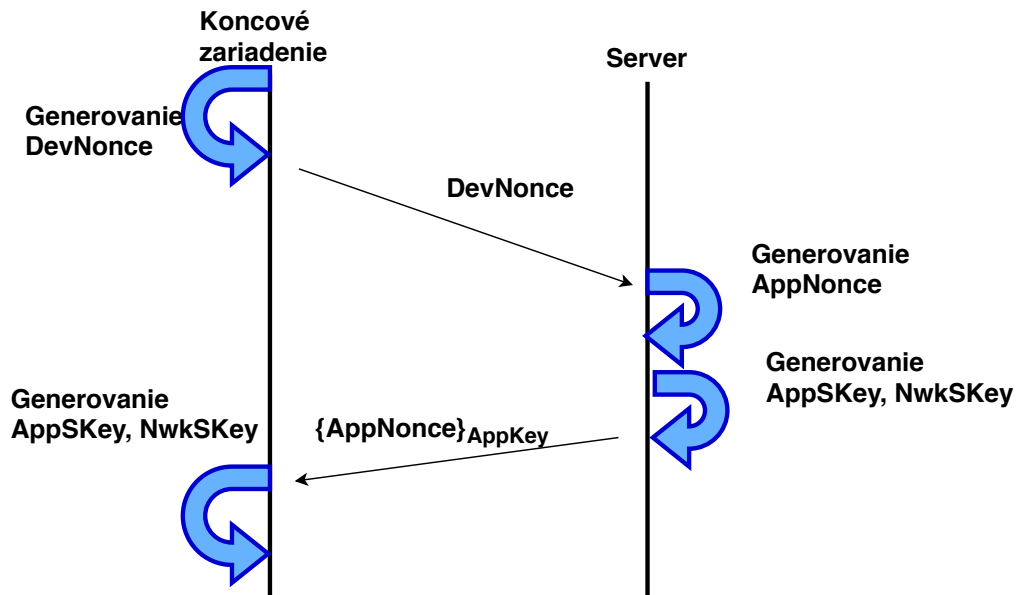 Koncové
zariadenie
Server
Generovanie
DevNonce
DevNonce
Generovanie
AppNonce
Generovanie
AppSKey, NwkSKey
Generovanie
AppSKey, NwkSKey
{AppNonce}AppKey